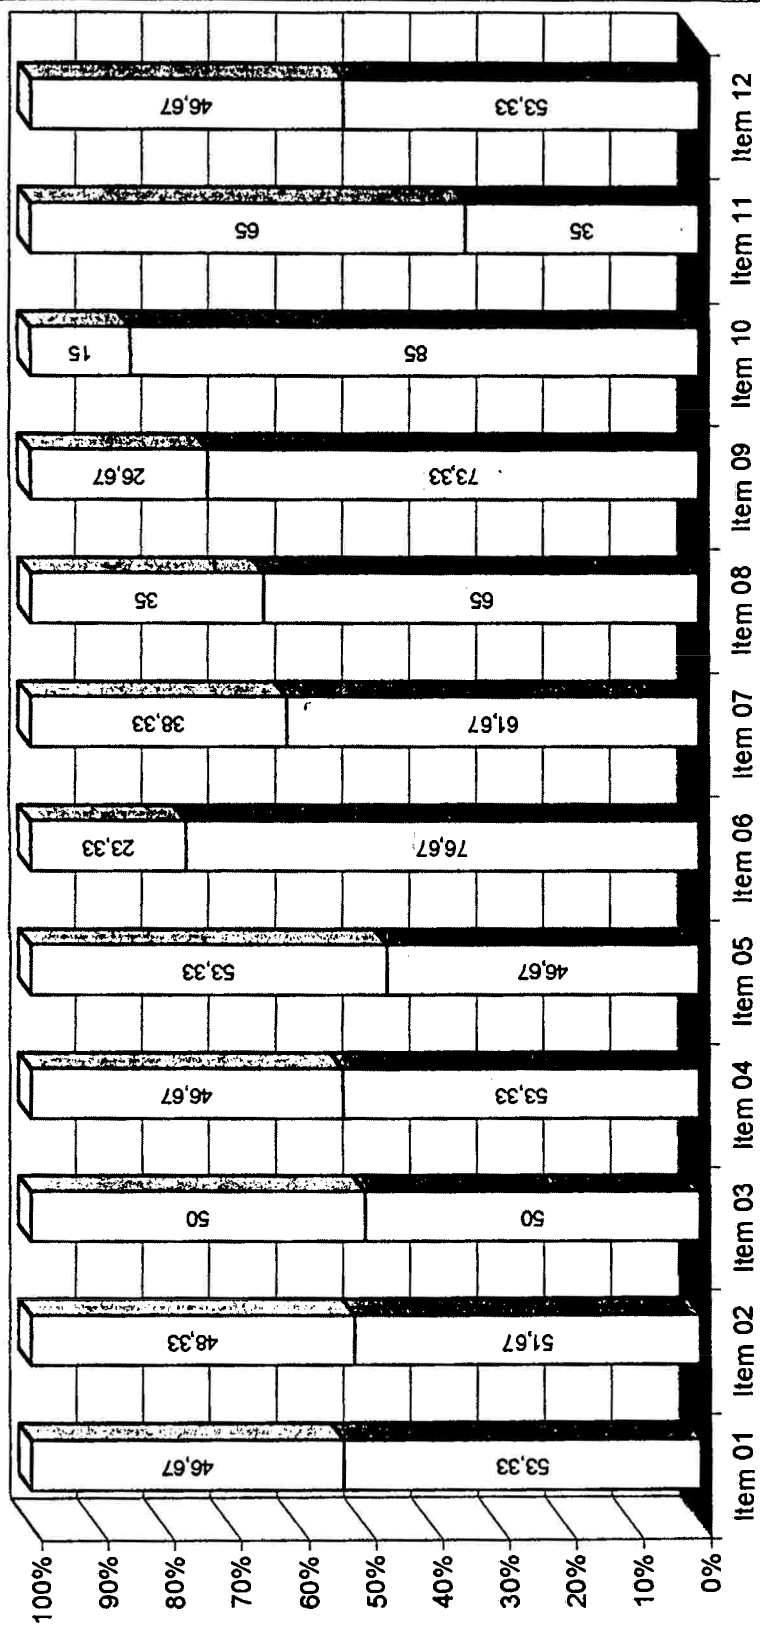 100%
90%
80%
70%
60%
50%
40%
30%
20%
10%
0%
46,67
48,33
50
46,67
53,33
23,33
38,33
35
26,67
15
65
46,67
53,33
51,67
50
53,33
46,67
76,67
61,67
65
73,33
85
35
53,33
Item 01
Item 02
Item 03
Item 04
Item 05
Item 06
Item 07
Item 08
Item 09
Item 10
Item 11
Item 12